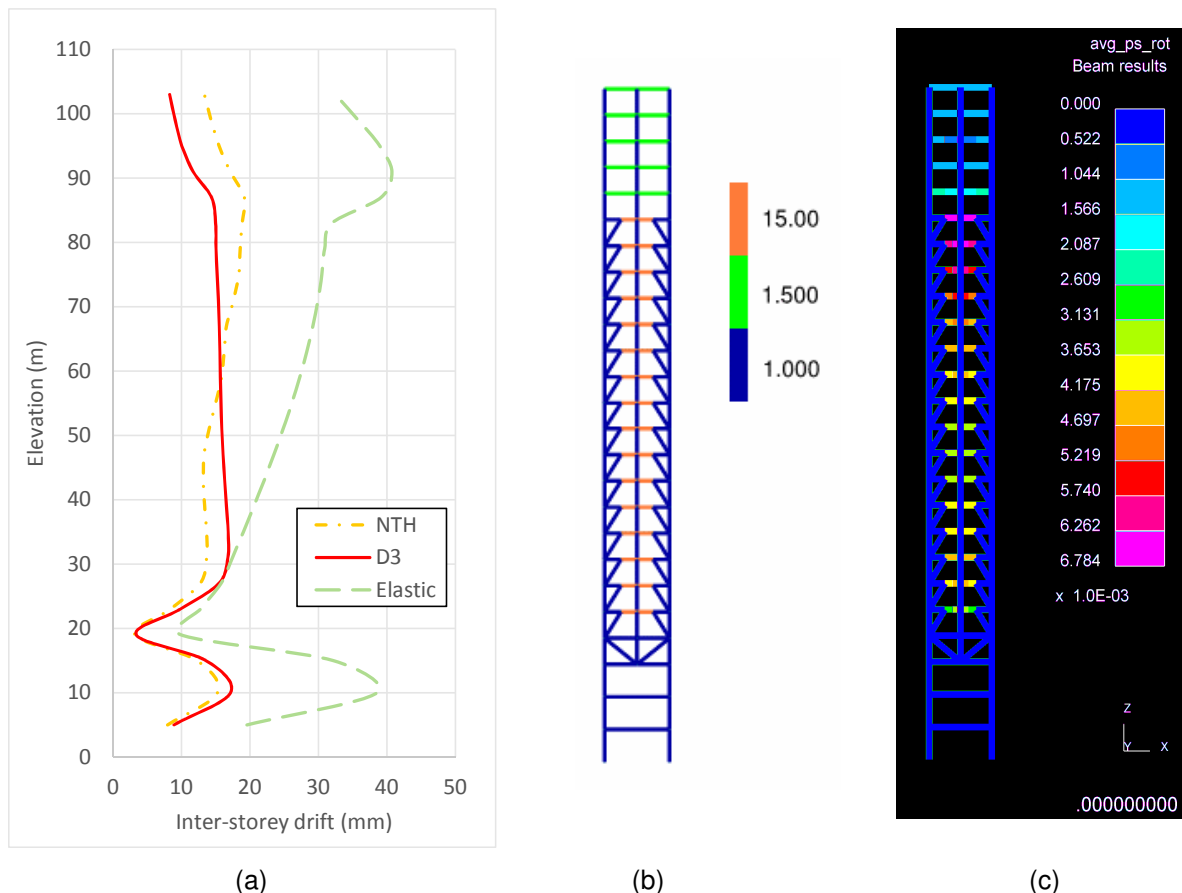 110
100
90
80
70
60
50
40
30
20
10
0
Elevation (m)
NTH
D3
Elastic
0 10 20 30 40 50
Inter-storey drift (mm)
(a)
15.00
1.500
1.000
(b)
avg_ps_rot
Beam results
0.000
0.522
1.044
1.566
2.087
2.609
3.131
3.653
4.175
4.697
5.219
5.740
6.262
6.784
x 1.0E-03
Z
Y X
.000000000
(c)